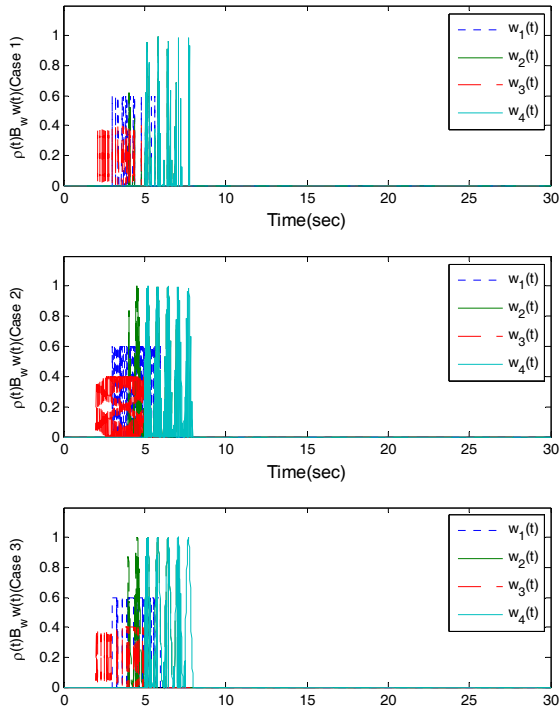 ρ(t)B_w w(t)(Case 1)
1
0.8
0.6
0.4
0.2
0
0 5 10 15 20 25 30
Time(sec)
w_1(t)
w_2(t)
w_3(t)
w_4(t)
ρ(t)B_w w(t)(Case 2)
1
0.8
0.6
0.4
0.2
0
0 5 10 15 20 25 30
Time(sec)
w_1(t)
w_2(t)
w_3(t)
w_4(t)
ρ(t)B_w w(t)(Case 3)
1
0.8
0.6
0.4
0.2
0
0 5 10 15 20 25 30
w_1(t)
w_2(t)
w_3(t)
w_4(t)